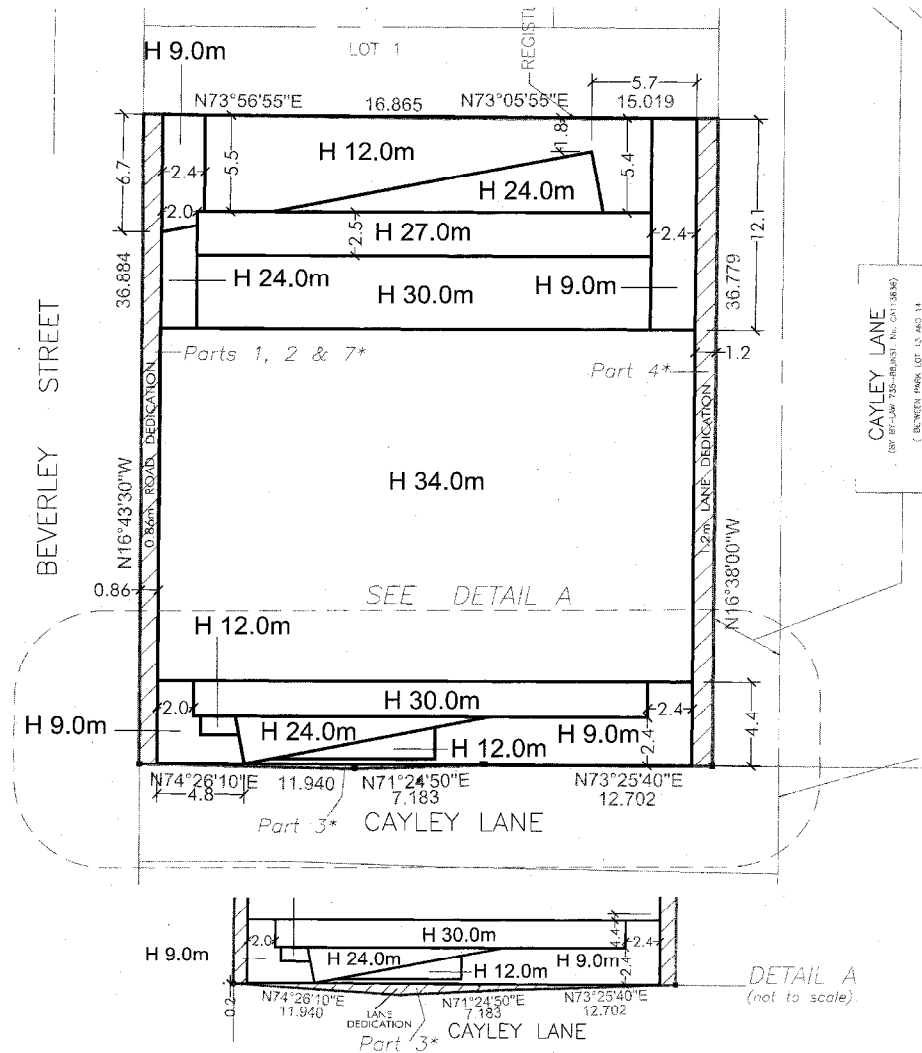 LOT 1
H 9.0m
5.7
N73°56'55"E 16.865 N73°05'55"E 15.019
1.8
H 12.0m
6.7
2.4
5.5
5.4
H 24.0m
2.0
H 27.0m
2.5
2.4
12.1
36.884
H 24.0m
H 30.0m
H 9.0m
36.779
Parts 1, 2 & 7*
Part 4*
1.2
BEVERLEY STREET
CAYLEY LANE
N16°43'30"W
0.86m ROAD DEDICATION
H 34.0m
1.2m LANE DEDICATION
N16°38'00"W
0.86
SEE DETAIL A
H 12.0m
H 30.0m
2.0
2.4
4.4
H 9.0m
H 24.0m
H 12.0m
H 9.0m
2.4
N74°26'10"E 11.940 N71°24'50"E 7.183 N73°25'40"E 12.702
4.8
Part 3* CAYLEY LANE
2.0
H 30.0m
4.4
2.4
H 9.0m
H 24.0m
H 12.0m
H 9.0m
2.4
0.2
N74°26'10"E 11.940
LANE DEDICATION
N71°24'50"E 7.183
N73°25'40"E 12.702
Part 3* CAYLEY LANE
DETAIL A
(not to scale)